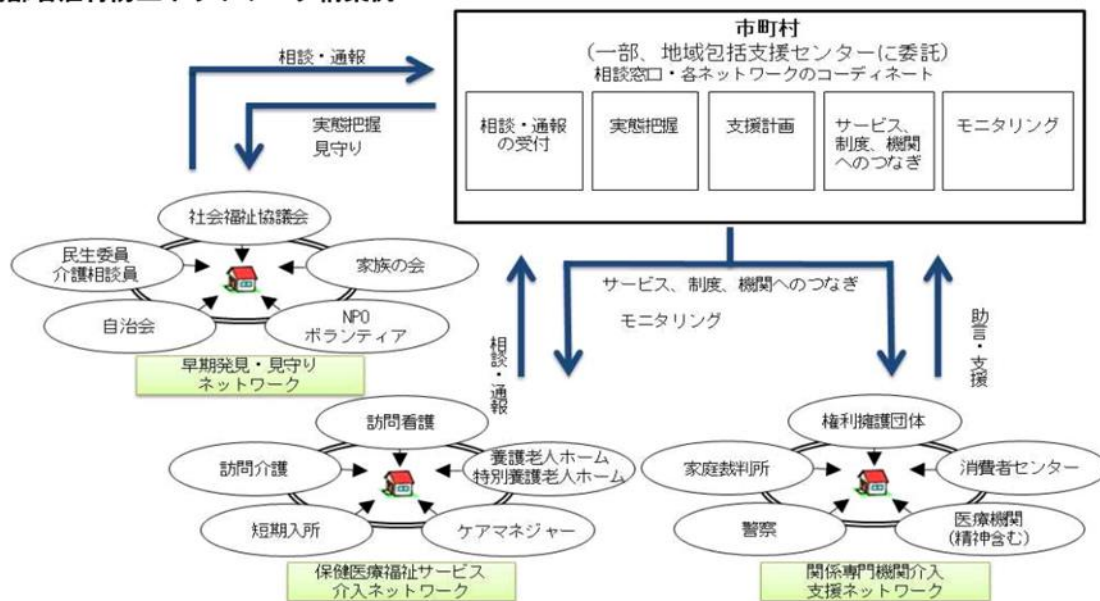 市町村
(一部、地域包括支援センターに委託)
相談窓口・各ネットワークのコーディネート
相談・通報
の受付
実態把握
支援計画
サービス、
制度、機関
へのつなぎ
モニタリング
相談・通報
実態把握
見守り
社会福祉協議会
民生委員
介護相談員
家族の会
自治会
NPO
ボランティア
早期発見・見守り
ネットワーク
サービス、制度、機関へのつなぎ
モニタリング
相談・通報
助言・支援
訪問看護
訪問介護
養護老人ホーム
特別養護老人ホーム
短期入所
ケアマネジャー
保健医療福祉サービス
介入ネットワーク
権利擁護団体
家庭裁判所
消費者センター
警察
医療機関
(精神含む)
関係専門機関介入
支援ネットワーク